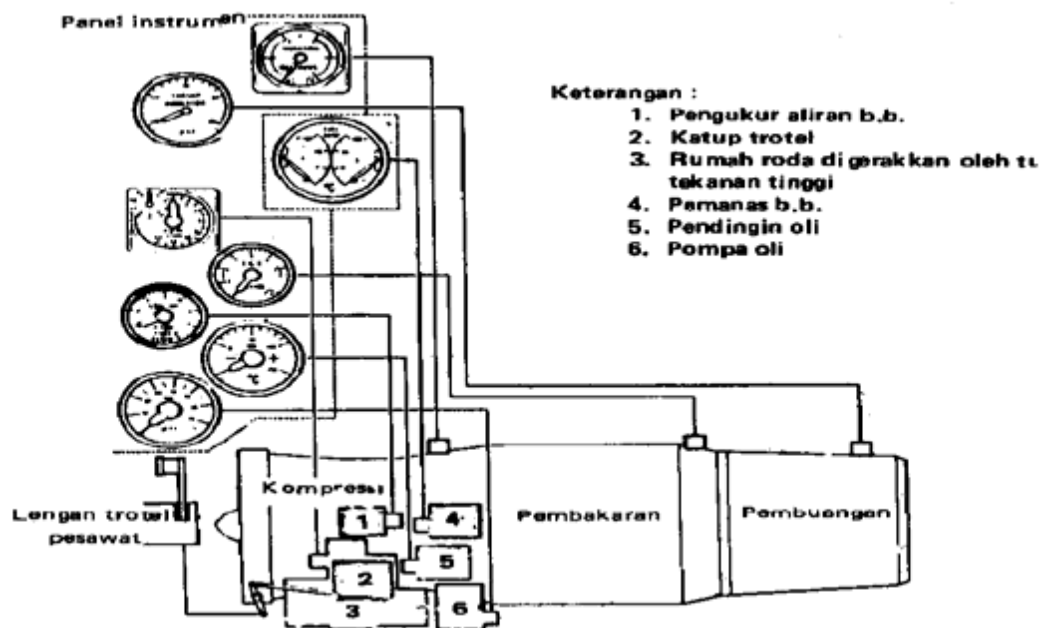 Panel instrumen
Keterangan :
1. Pengukur aliran b.b.
2. Katup trotel
3. Rumah roda digerakkan oleh tu
tekanan tinggi
4. Pemanas b.b.
5. Pendingin oli
6. Pompa oli
°C
°C
Kompresi
Lengan trotel
pesawat
1
4
Pembakaran
Pembuangan
5
2
3
6